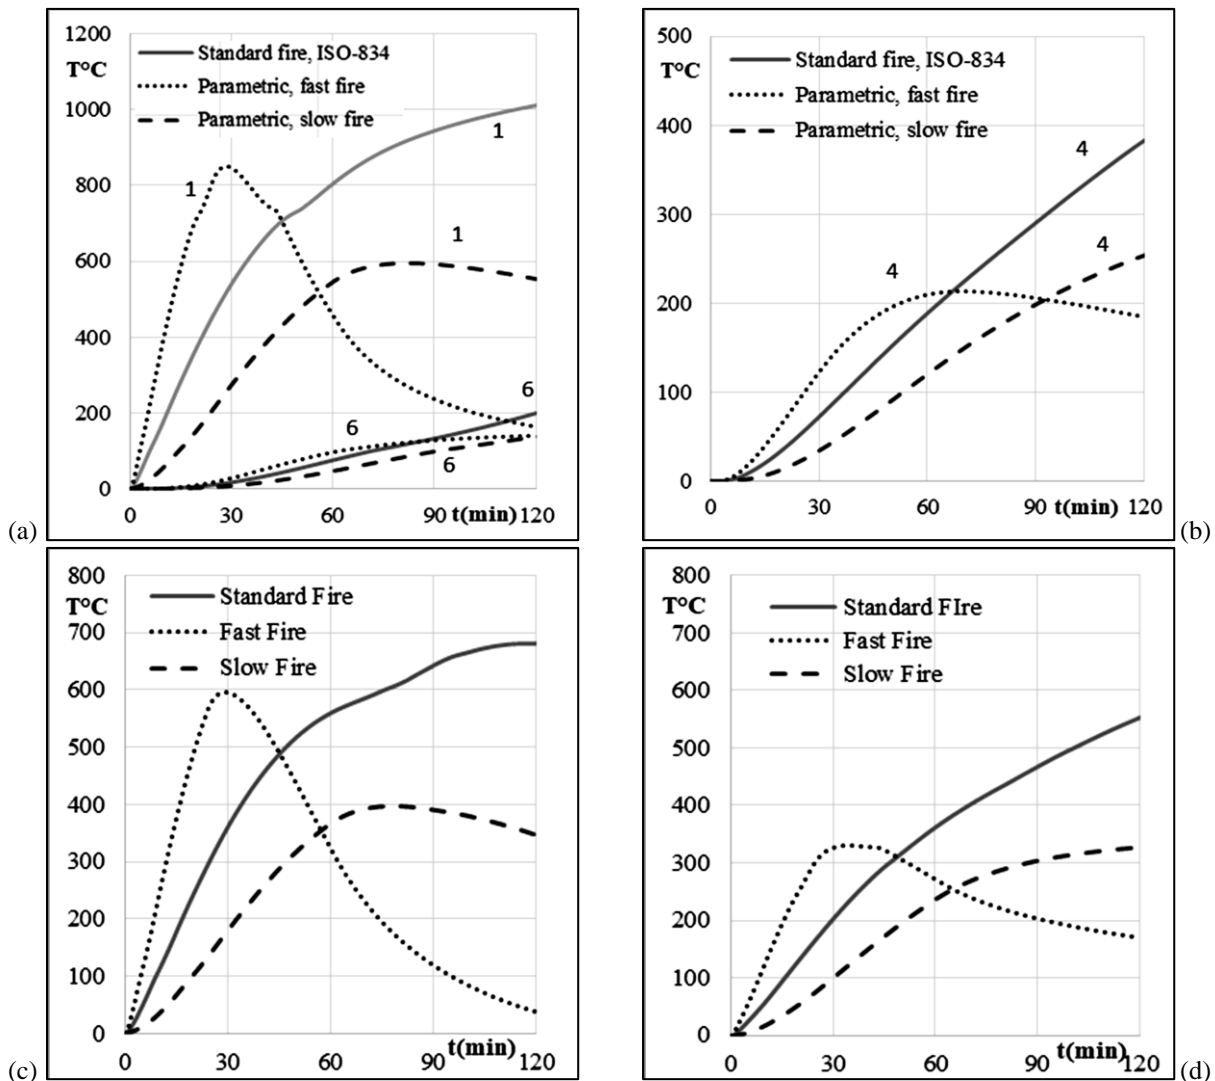 1200
T°C
1000
800
600
400
200
0
Standard fire, ISO-834
Parametric, fast fire
Parametric, slow fire
1
1
1
6
6
6
0 30 60 90 t(min) 120
(a)
500
T°C
400
300
200
100
0
Standard fire, ISO-834
Parametric, fast fire
Parametric, slow fire
4
4
4
0 30 60 90 t(min) 120
(b)
800
T°C
700
600
500
400
300
200
100
0
Standard Fire
Fast Fire
Slow Fire
t(min)
0 30 60 90 120
(c)
800
T°C
700
600
500
400
300
200
100
0
Standard FIre
Fast Fire
Slow Fire
t(min)
0 30 60 90 120
(d)